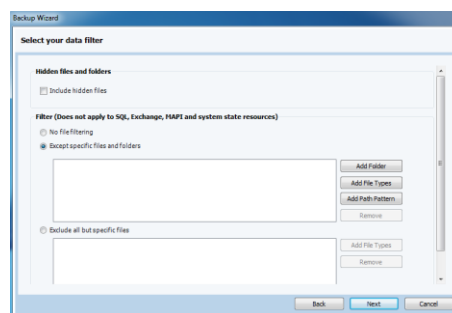 Backup Wizard
Select your data filter
Hidden files and folders
Include hidden files
Filter (Does not apply to SQL, Exchange, MAPI and system state resources)
No file filtering
Except specific files and folders
Add Folder
Add File Types
Add Path Pattern
Remove
Exclude all but specific files
Add File Types
Remove
Back
Next
Cancel